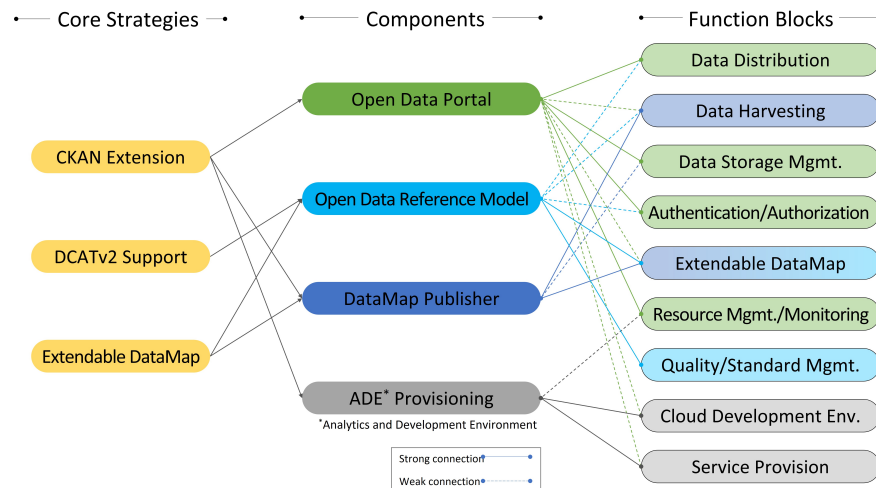 Core Strategies
Components
Function Blocks
CKAN Extension
DCATv2 Support
Extendable DataMap
Open Data Portal
Open Data Reference Model
DataMap Publisher
ADE* Provisioning
*Analytics and Development Environment
Data Distribution
Data Harvesting
Data Storage Mgmt.
Authentication/Authorization
Extendable DataMap
Resource Mgmt./Monitoring
Quality/Standard Mgmt.
Cloud Development Env.
Service Provision
Strong connection
Weak connection